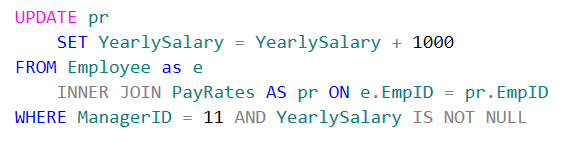 UPDATE pr
SET YearlySalary = YearlySalary + 1000
FROM Employee as e
INNER JOIN PayRates AS pr ON e.EmpID = pr.EmpID
WHERE ManagerID = 11 AND YearlySalary IS NOT NULL